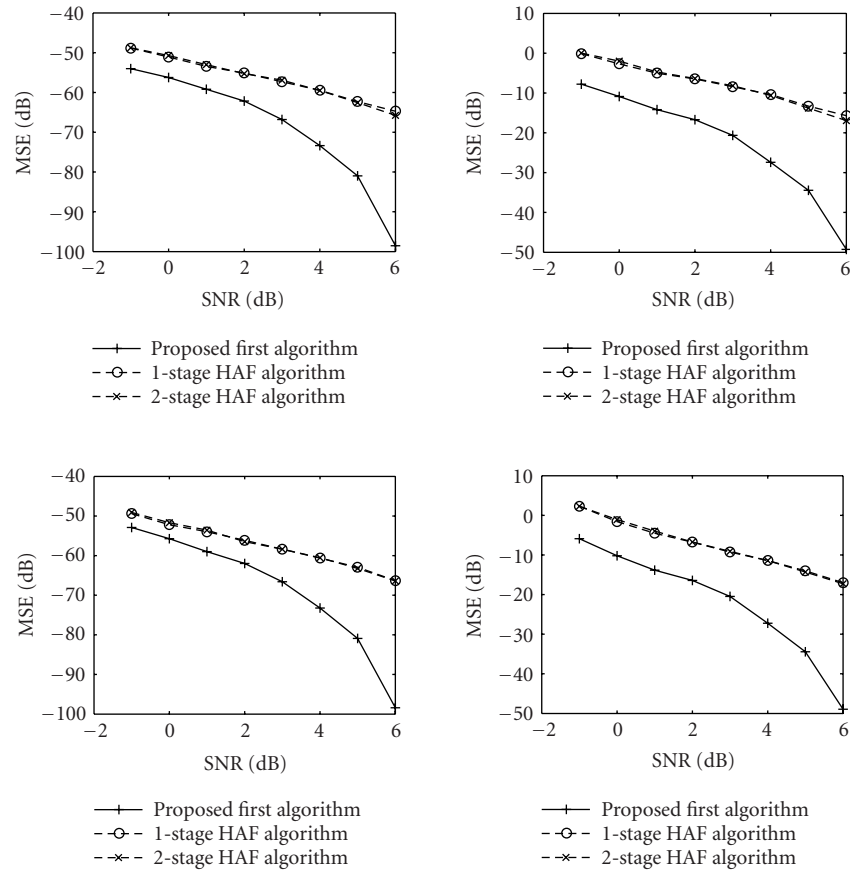 −40
−50
−60
−70
−80
−90
−100
MSE (dB)
−2 0 2 4 6
SNR (dB)
Proposed first algorithm
1-stage HAF algorithm
2-stage HAF algorithm
10
0
−10
−20
−30
−40
−50
MSE (dB)
−2 0 2 4 6
SNR (dB)
Proposed first algorithm
1-stage HAF algorithm
2-stage HAF algorithm
−40
−50
−60
−70
−80
−90
−100
MSE (dB)
−2 0 2 4 6
SNR (dB)
Proposed first algorithm
1-stage HAF algorithm
2-stage HAF algorithm
10
0
−10
−20
−30
−40
−50
MSE (dB)
−2 0 2 4 6
SNR (dB)
Proposed first algorithm
1-stage HAF algorithm
2-stage HAF algorithm